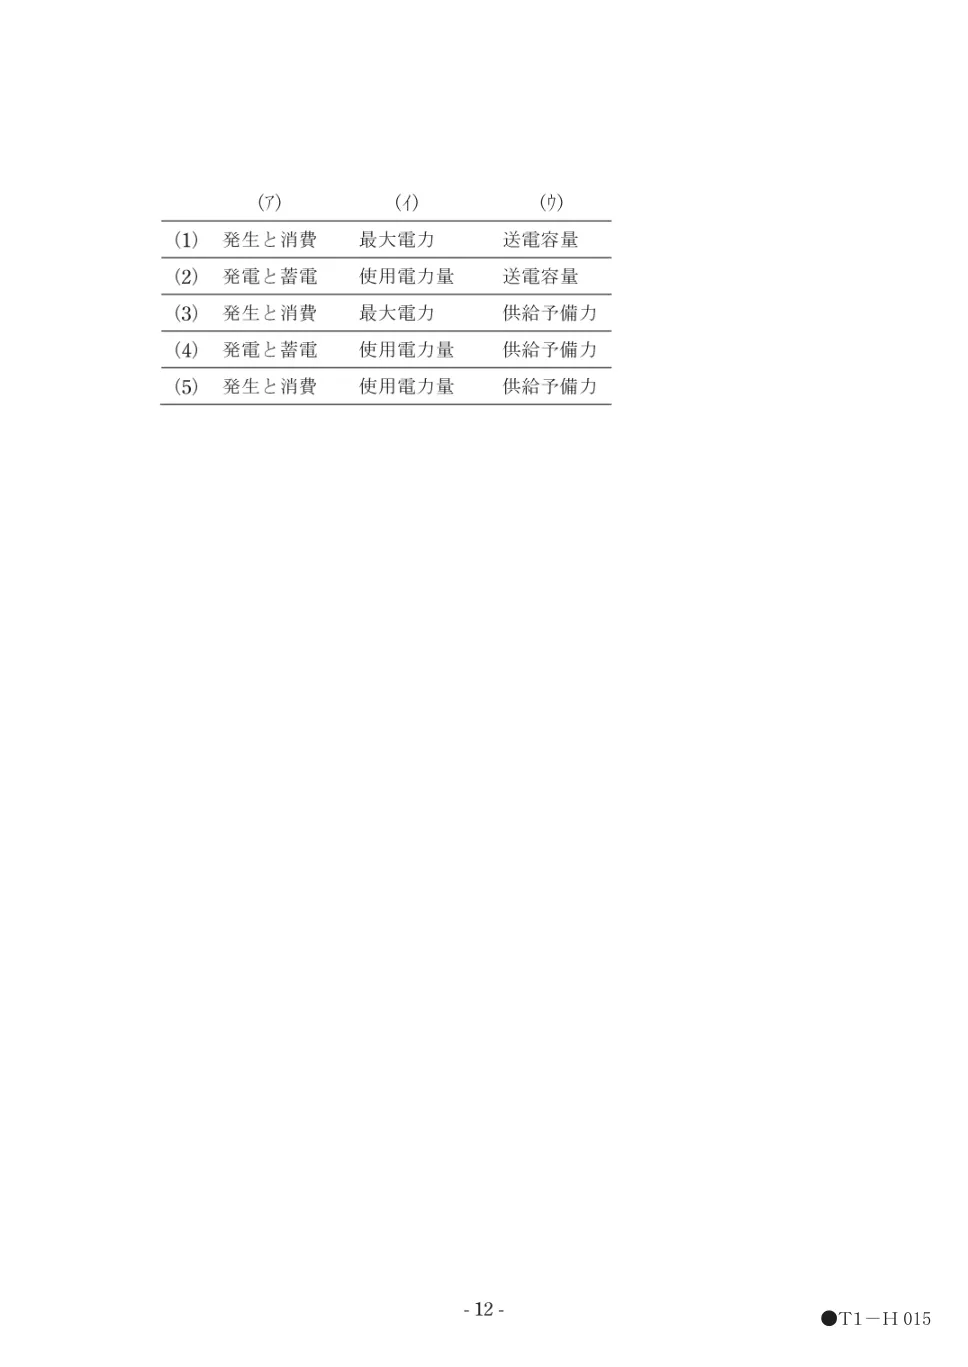 (ｱ) (ｲ) (ｳ)
(1) 発生と消費 最大電力 送電容量
(2) 発電と蓄電 使用電力量 送電容量
(3) 発生と消費 最大電力 供給予備力
(4) 発電と蓄電 使用電力量 供給予備力
(5) 発生と消費 使用電力量 供給予備力
- 12 -
●T1－H 015